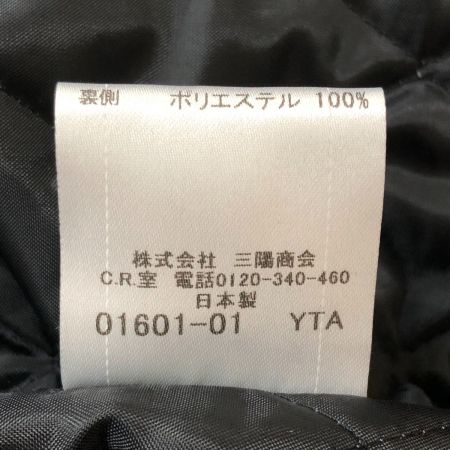 裏側 ポリエステル 100%
株式会社 三陽商会
C.R.室 電話0120-340-460
日本製
01601-01 YTA